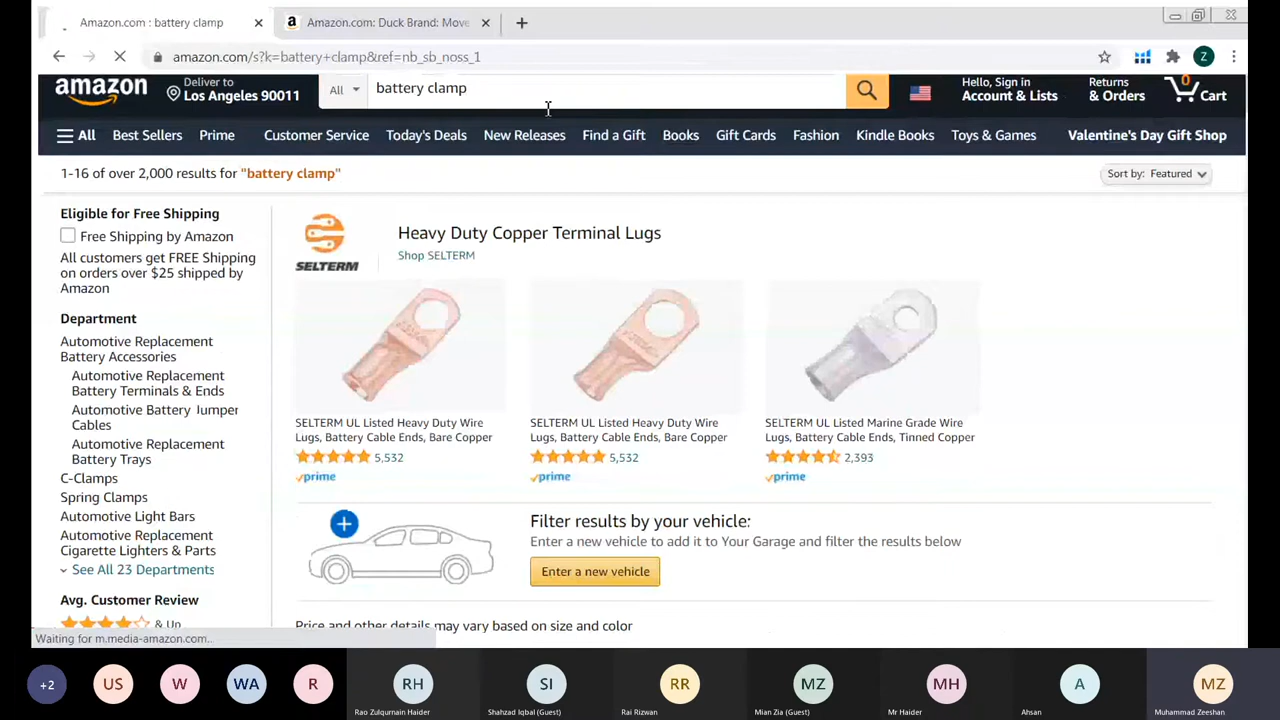 Amazon.com : battery clamp
Amazon.com: Duck Brand: Move
Z
amazon.com/s?k=battery+clamp&ref=nb_sb_noss_1
amazon
Deliver to
Los Angeles 90011
All
battery clamp
Hello, Sign in
Account & Lists
Returns
& Orders
0
Cart
All
Best Sellers
Prime
Customer Service
Today's Deals
New Releases
Find a Gift
Books
Gift Cards
Fashion
Kindle Books
Toys & Games
Valentine's Day Gift Shop
1-16 of over 2,000 results for "battery clamp"
Sort by: Featured
Eligible for Free Shipping
Free Shipping by Amazon
All customers get FREE Shipping
on orders over $25 shipped by
Amazon
Department
Automotive Replacement
Battery Accessories
Automotive Replacement
Battery Terminals & Ends
Automotive Battery Jumper
Cables
Automotive Replacement
Battery Trays
C-Clamps
Spring Clamps
Automotive Light Bars
Automotive Replacement
Cigarette Lighters & Parts
See All 23 Departments
Avg. Customer Review
& Up
SELTERM
Heavy Duty Copper Terminal Lugs
Shop SELTERM
SELTERM UL Listed Heavy Duty Wire
Lugs, Battery Cable Ends, Bare Copper
5,532
prime
SELTERM UL Listed Heavy Duty Wire
Lugs, Battery Cable Ends, Bare Copper
5,532
prime
SELTERM UL Listed Marine Grade Wire
Lugs, Battery Cable Ends, Tinned Copper
2,393
prime
Filter results by your vehicle:
Enter a new vehicle to add it to Your Garage and filter the results below
Enter a new vehicle
Price and other details may vary based on size and color
Waiting for m.media-amazon.com...
+2
US
W
WA
R
RH
Rao Zulqurnain Haider
SI
Shahzad Iqbal (Guest)
RR
Rai Rizwan
MZ
Mian Zia (Guest)
MH
Mr Haider
A
Ahsan
MZ
Muhammad Zeeshan